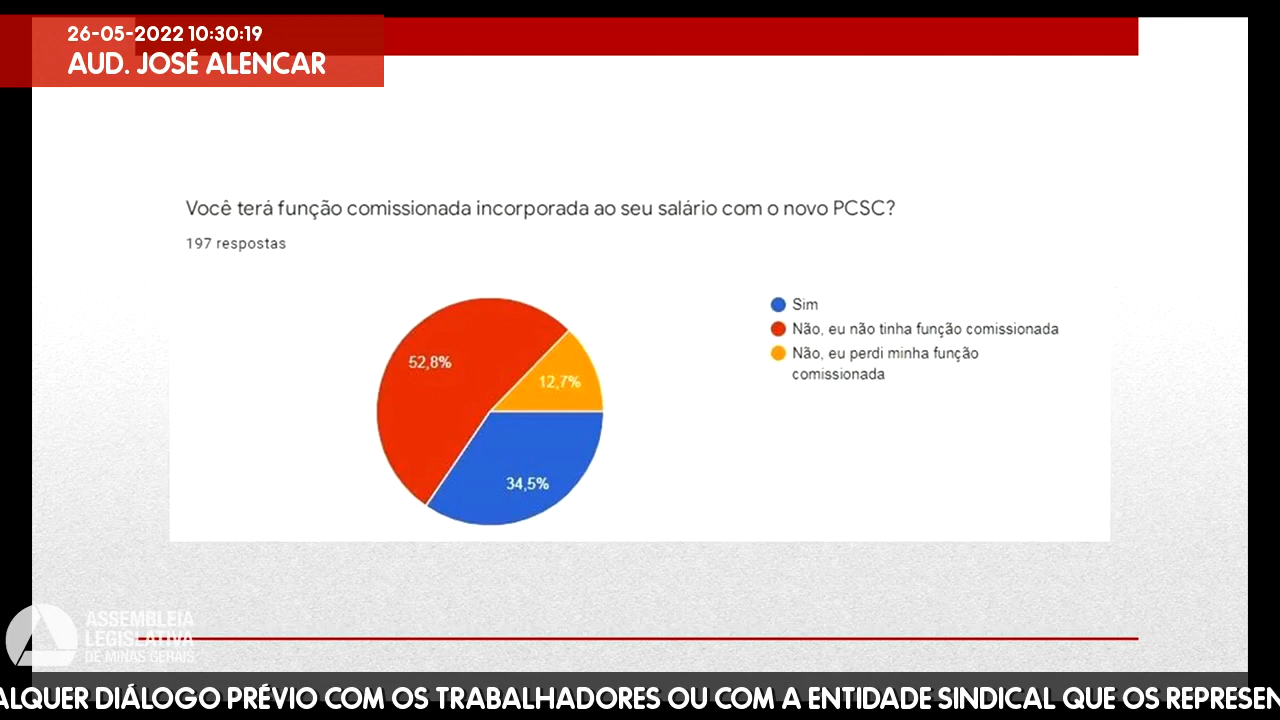 26-05-2022 10:30:19
AUD. JOSÉ ALENCAR
Você terá função comissionada incorporada ao seu salário com o novo PCSC?
197 respostas
Sim
Não, eu não tinha função comissionada
Não, eu perdi minha função
comissionada
52,8%
12,7%
34,5%
ASSEMBLEIA
LEGISLATIVA
DE MINAS GERAIS
ALQUER DIÁLOGO PRÉVIO COM OS TRABALHADORES OU COM A ENTIDADE SINDICAL QUE OS REPRESEN